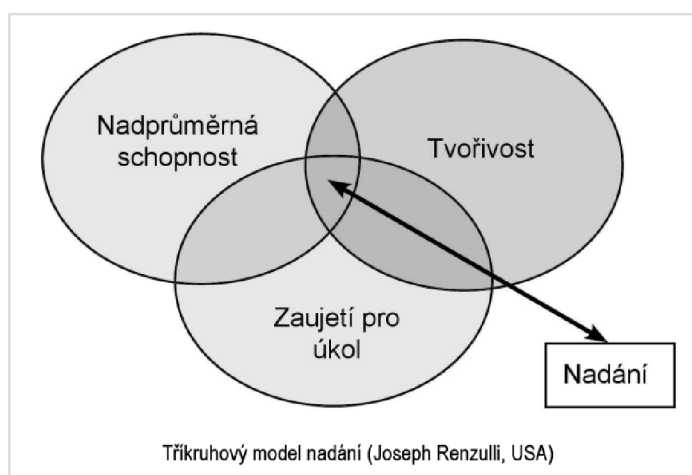 Nadprůměrná
schopnost
Tvořivost
Zaujetí pro
úkol
Nadání
Tříkruhový model nadání (Joseph Renzulli, USA)